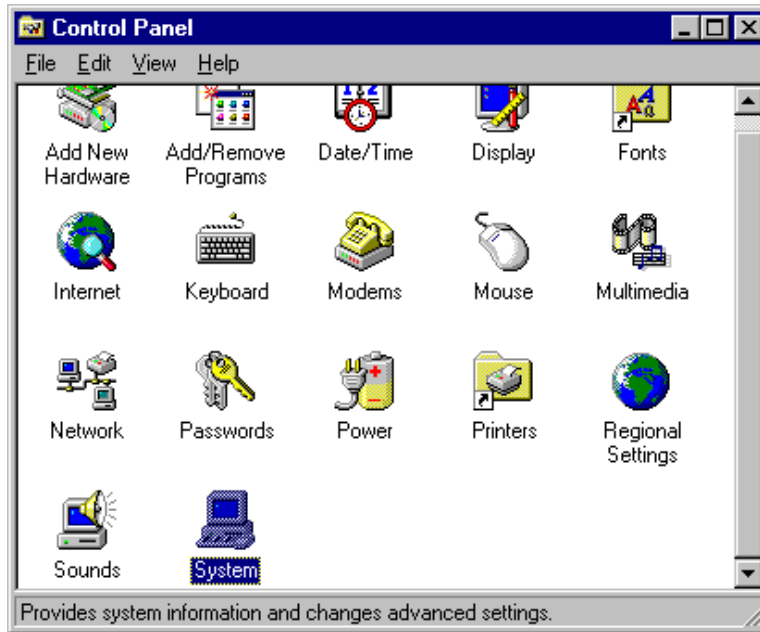 Control Panel
File Edit View Help
Add New Hardware
Add/Remove Programs
Date/Time
Display
Fonts
Internet
Keyboard
Modems
Mouse
Multimedia
Network
Passwords
Power
Printers
Regional Settings
Sounds
System
Provides system information and changes advanced settings.